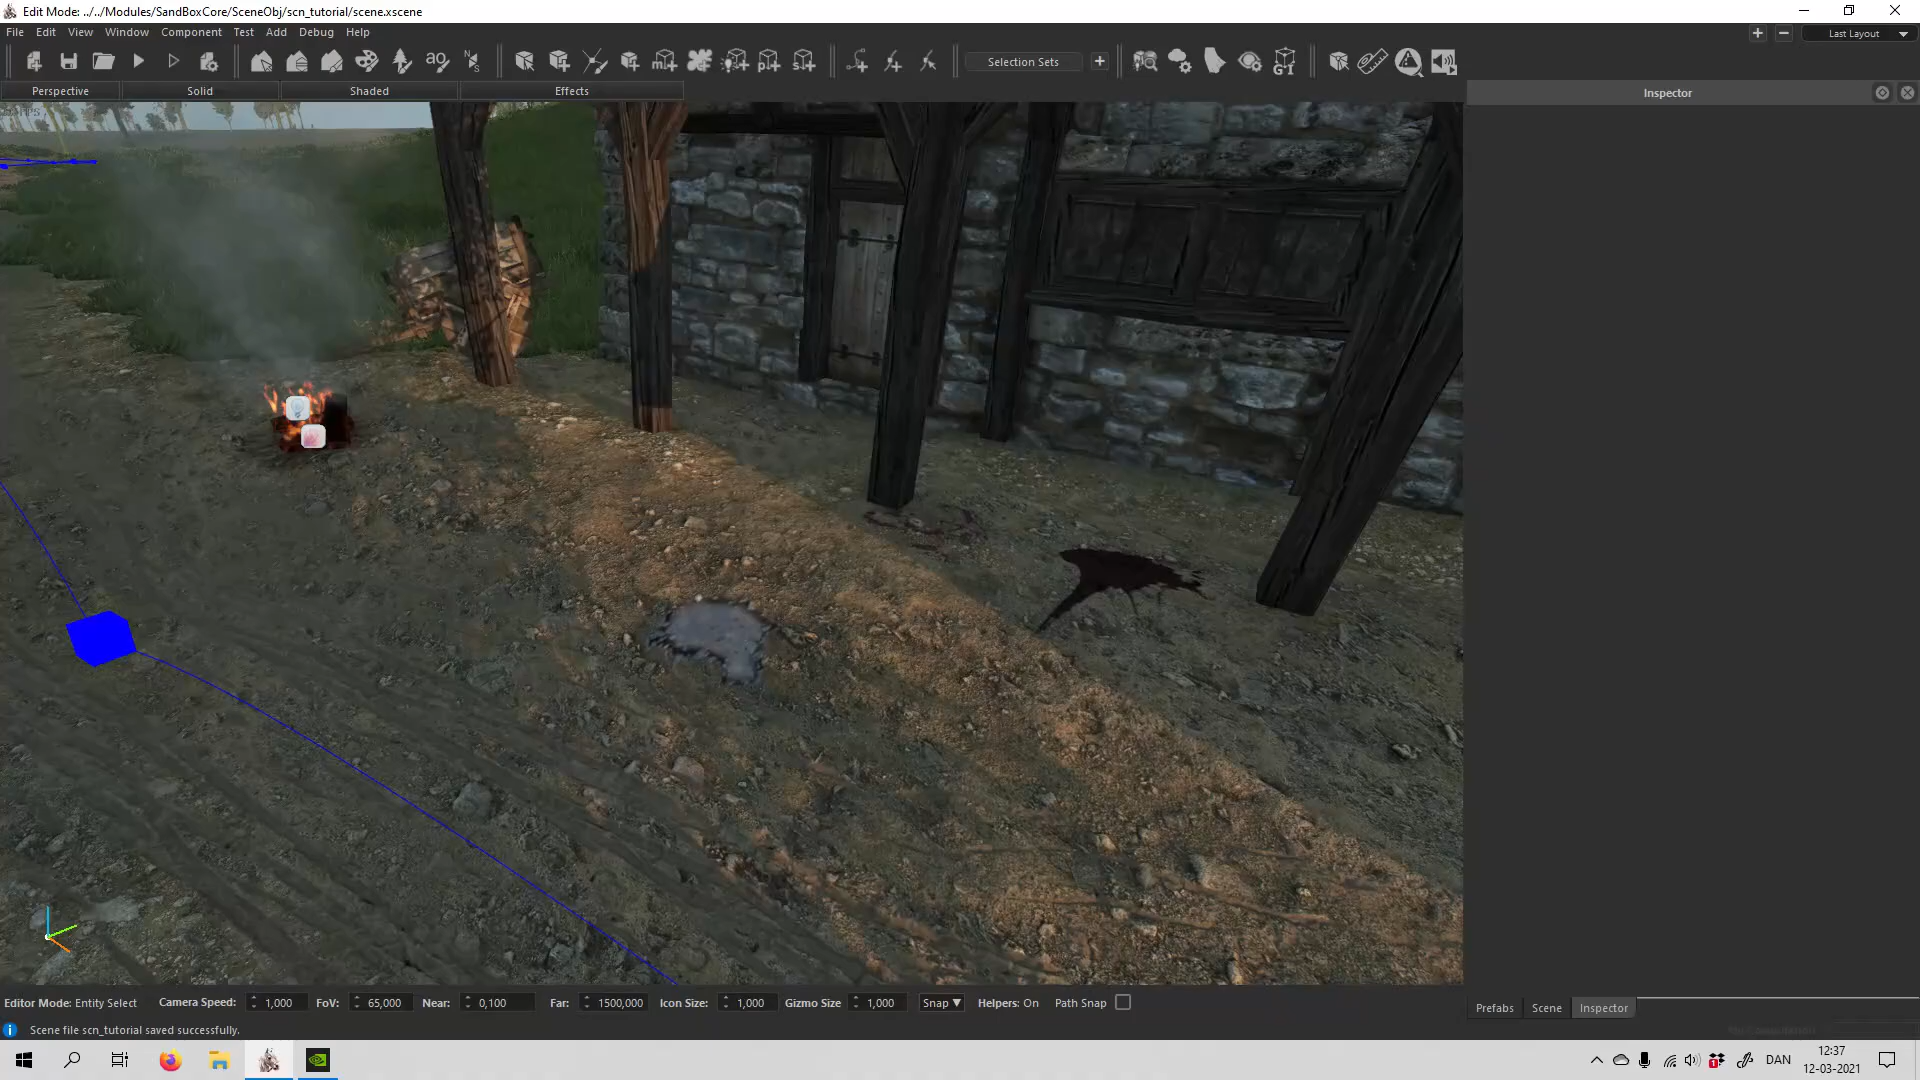 Edit Mode: ../../Modules/SandBoxCore/SceneObj/scn_tutorial/scene.xscene
File Edit View Window Component Test Add Debug Help
Last Layout
ao
Selection Sets
GI
Perspective Solid Shaded Effects
Inspector
Editor Mode: Entity Select Camera Speed: 1,000 FoV: 65,000 Near: 0,100 Far: 1500,000 Icon Size: 1,000 Gizmo Size 1,000 Snap Helpers: On Path Snap
Prefabs Scene Inspector
Scene file scn_tutorial saved successfully.
DAN
12:37
12-03-2021